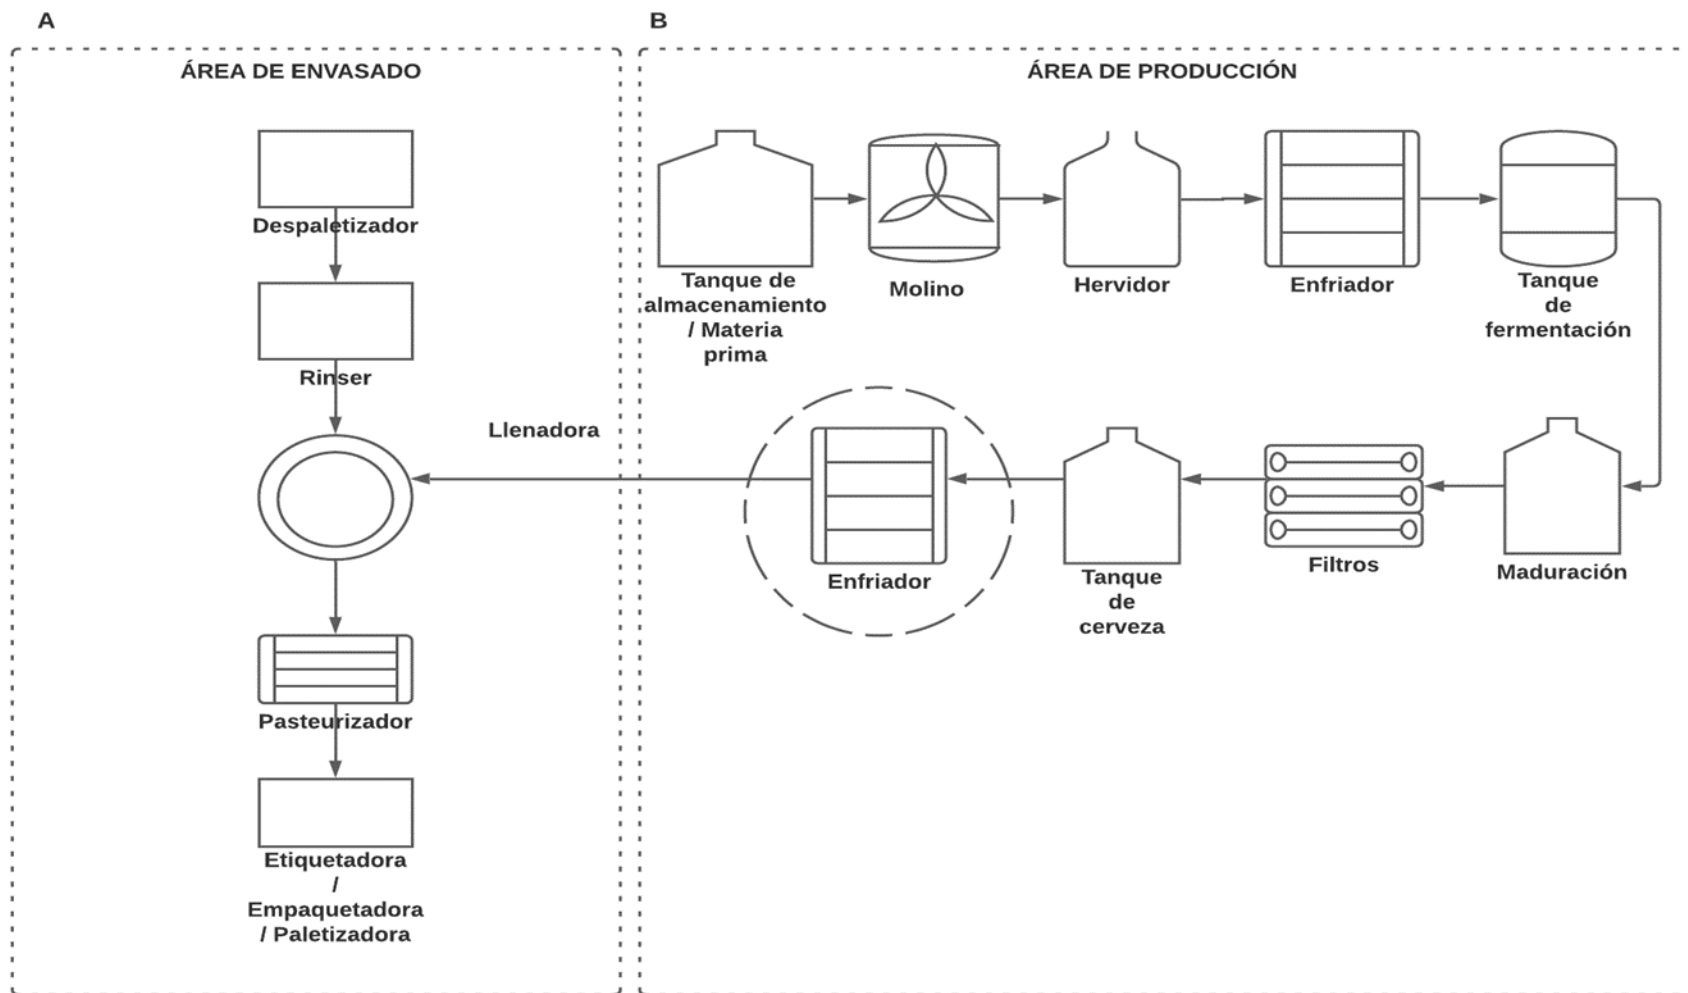 A
ÁREA DE ENVASADO
Despaletizador
Rinser
Llenadora
Pasteurizador
Etiquetadora
/
Empaquetadora
/ Paletizadora
B
ÁREA DE PRODUCCIÓN
Tanque de
almacenamiento
/ Materia
prima
Molino
Hervidor
Enfriador
Tanque
de
fermentación
Maduración
Filtros
Tanque
de
cerveza
Enfriador